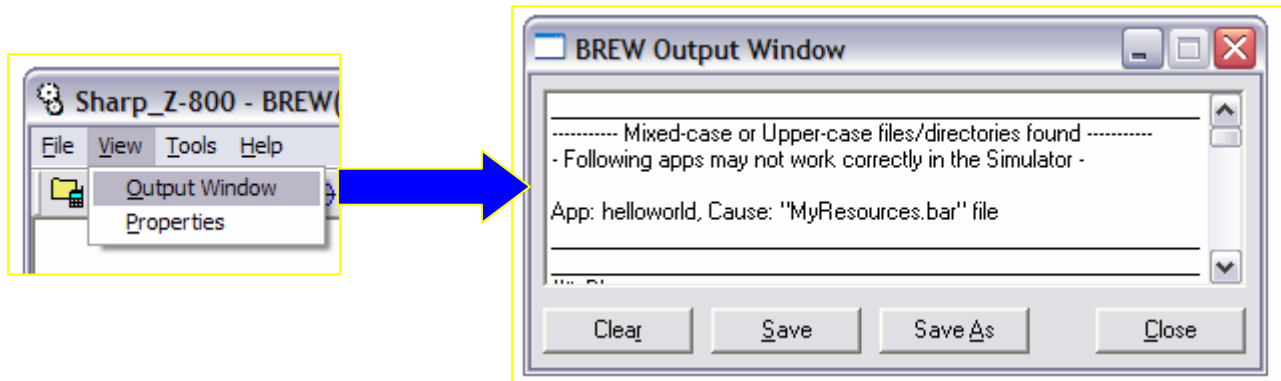 Sharp_Z-800 - BREW(
File View Tools Help
Output Window
Properties
BREW Output Window
----------- Mixed-case or Upper-case files/directories found -----------
- Following apps may not work correctly in the Simulator -
App: helloworld, Cause: "MyResources.bar" file
Clear Save Save As Close